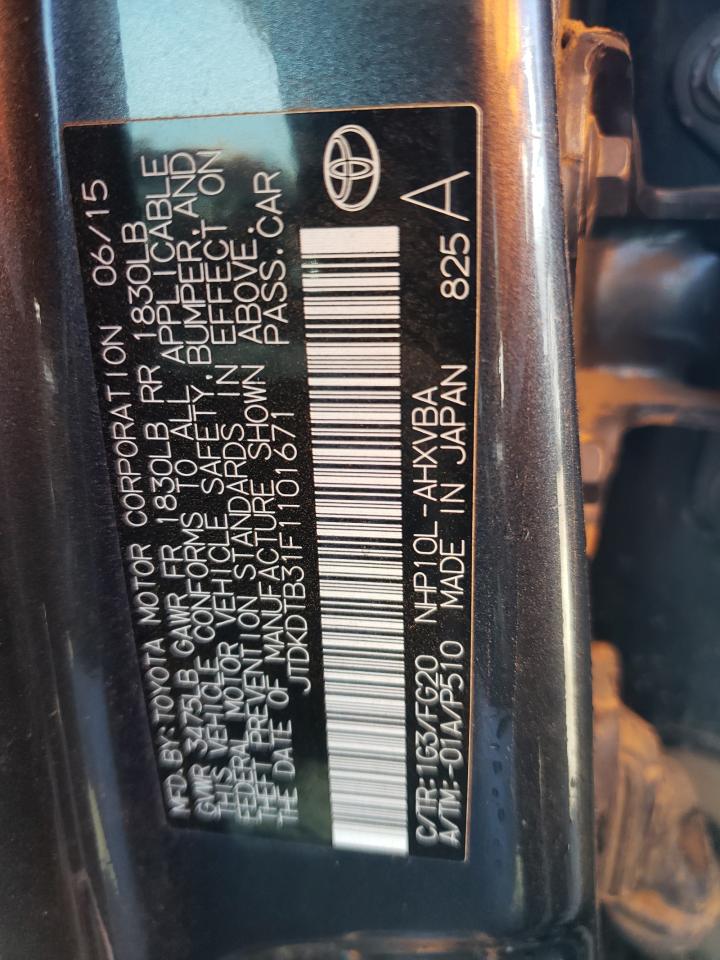 MFD. BY: TOYOTA MOTOR CORPORATION 06/15
GVWR 3475LB GAWR FR 1830LB RR 1830LB
THIS VEHICLE CONFORMS TO ALL APPLICABLE
FEDERAL MOTOR VEHICLE SAFETY, BUMPER, AND
THEFT PREVENTION STANDARDS IN EFFECT ON
THE DATE OF MANUFACTURE SHOWN ABOVE.
JTDKDTB31F1101671 PASS.CAR
C/TR: 1G3/FG20 NHP10L-AHXVBA
A/TM: -01A/P510 MADE IN JAPAN 825 A